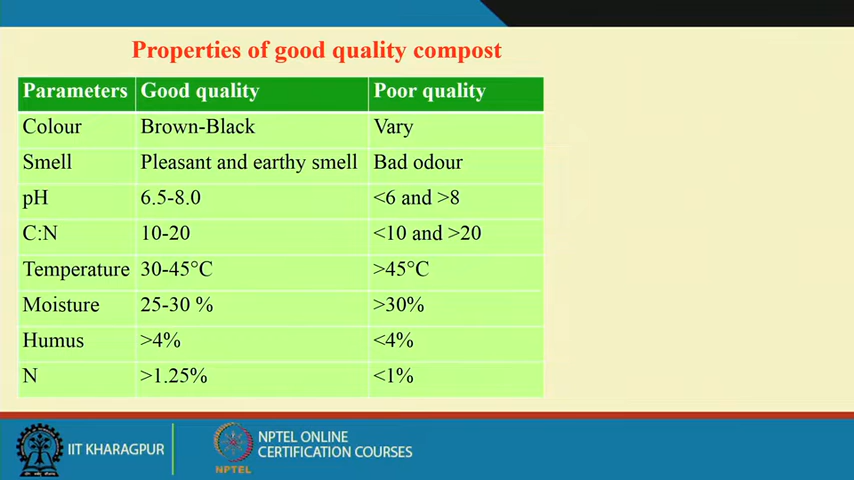 Properties of good quality compost
Parameters Good quality Poor quality
Colour Brown-Black Vary
Smell Pleasant and earthy smell Bad odour
pH 6.5-8.0 <6 and >8
C:N 10-20 <10 and >20
Temperature 30-45°C >45°C
Moisture 25-30 % >30%
Humus >4% <4%
N >1.25% <1%
IIT KHARAGPUR
NPTEL
NPTEL ONLINE
CERTIFICATION COURSES